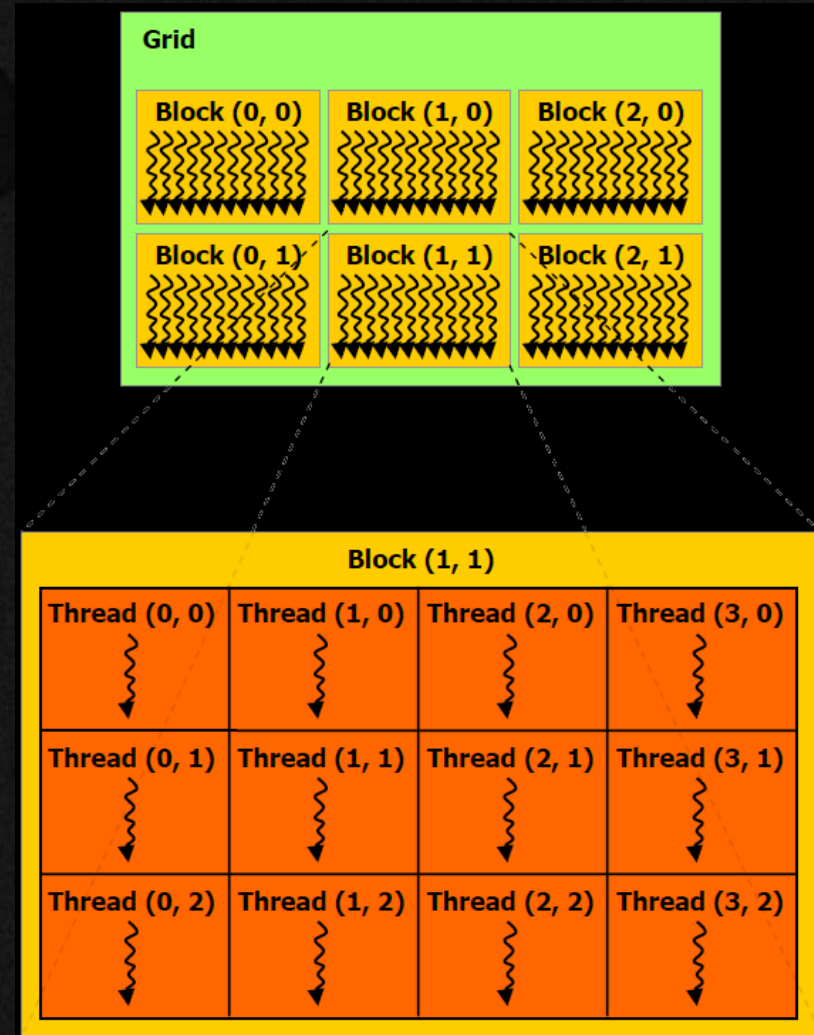 Grid
Block (0, 0) Block (1, 0) Block (2, 0)
Block (0, 1) Block (1, 1) Block (2, 1)
Block (1, 1)
Thread (0, 0) Thread (1, 0) Thread (2, 0) Thread (3, 0)
Thread (0, 1) Thread (1, 1) Thread (2, 1) Thread (3, 1)
Thread (0, 2) Thread (1, 2) Thread (2, 2) Thread (3, 2)